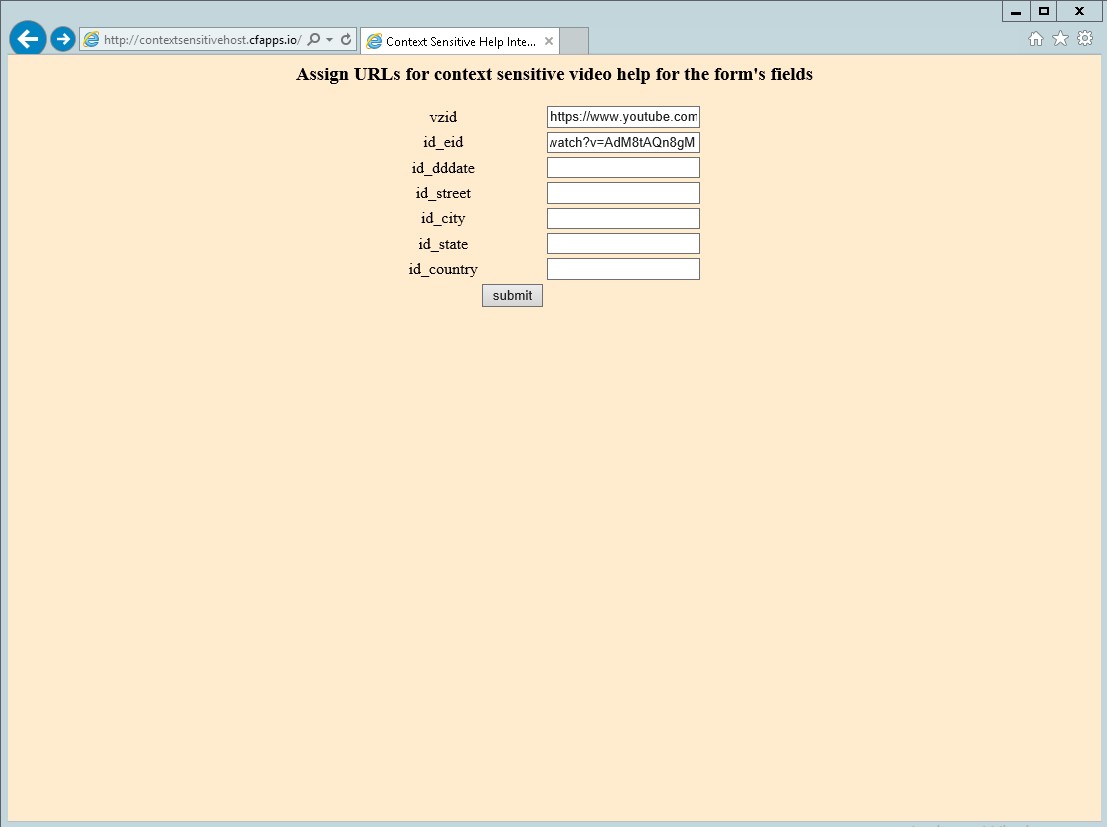 http://contextsensitivehost.cfapps.io/
Context Sensitive Help Inte...
Assign URLs for context sensitive video help for the form's fields
vzid https://www.youtube.com
id_eid watch?v=AdM8tAQn8gM
id_dddate
id_street
id_city
id_state
id_country
submit